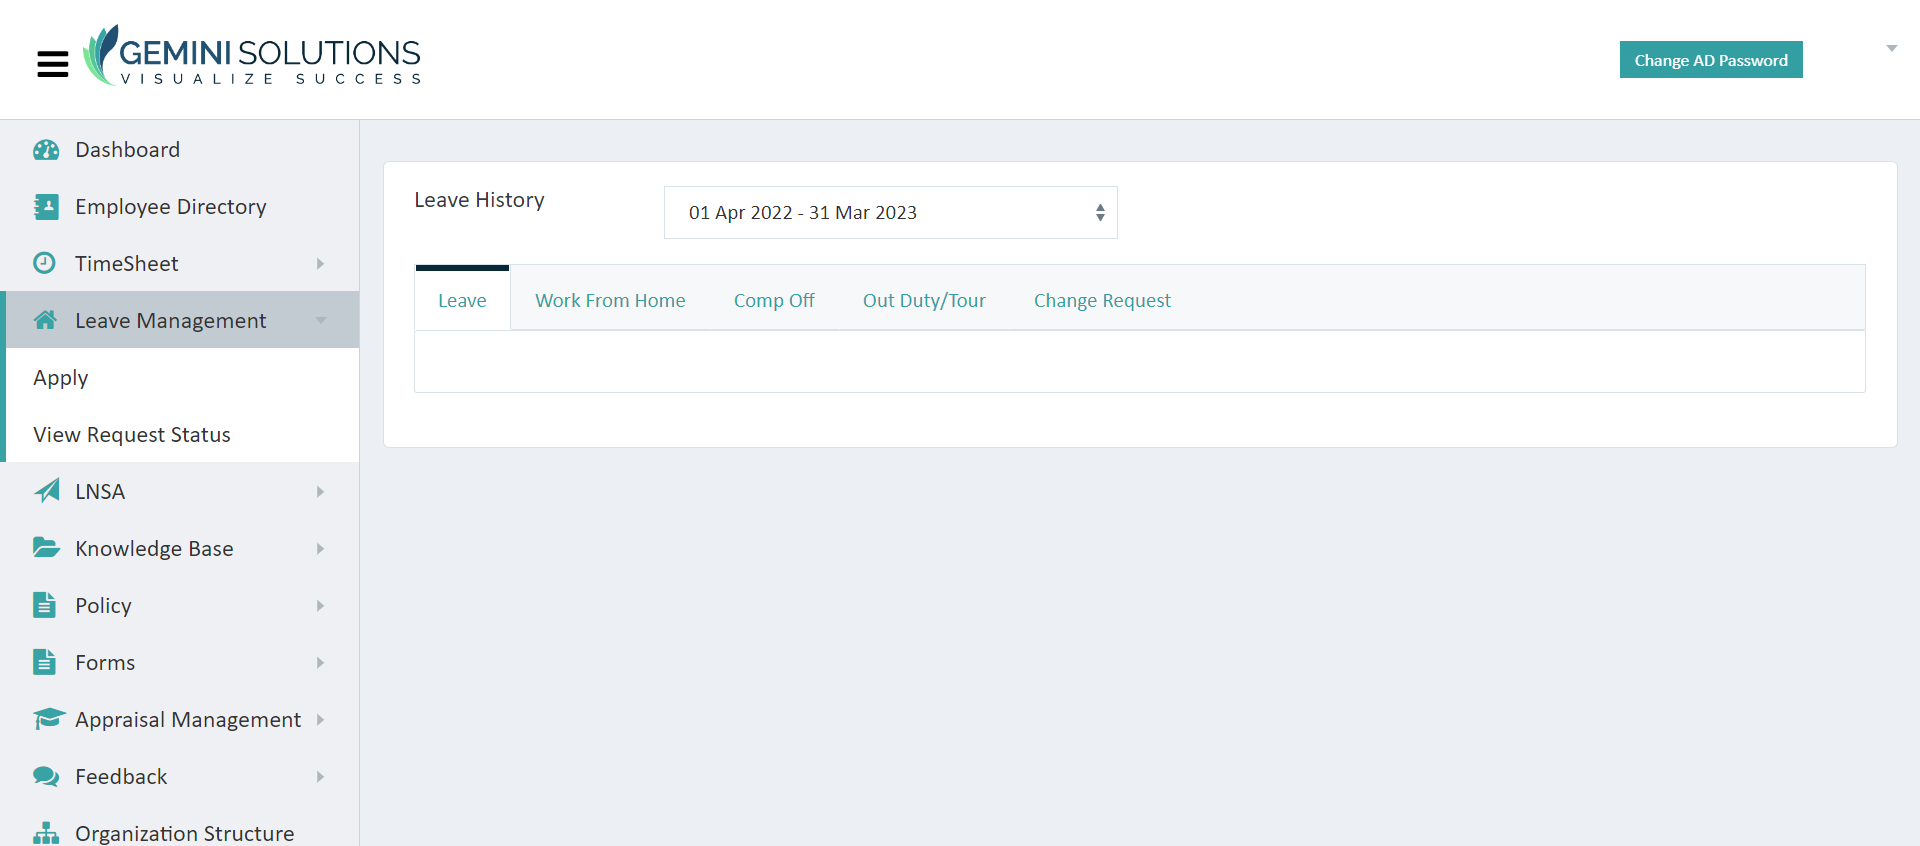 GEMINI SOLUTIONS
VISUALIZE SUCCESS
Change AD Password
Dashboard
Employee Directory
TimeSheet
Leave Management
Apply
View Request Status
LNSA
Knowledge Base
Policy
Forms
Appraisal Management
Feedback
Organization Structure
Leave History
01 Apr 2022 - 31 Mar 2023
Leave
Work From Home
Comp Off
Out Duty/Tour
Change Request